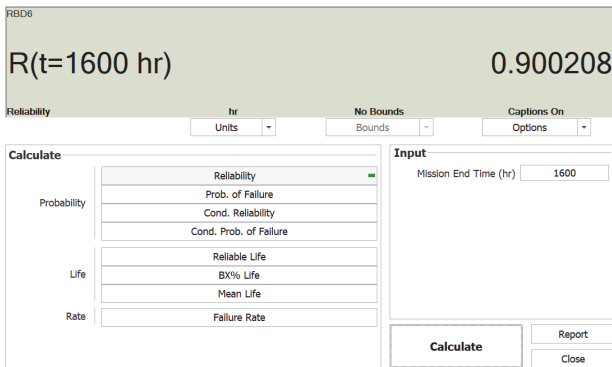 RBD6
R(t=1600 hr) 0.900208
Reliability hr No Bounds Captions On
Units Bounds Options
Calculate
Probability
Reliability
Prob. of Failure
Cond. Reliability
Cond. Prob. of Failure
Life
Reliable Life
BX% Life
Mean Life
Rate
Failure Rate
Input
Mission End Time (hr) 1600
Calculate
Report
Close